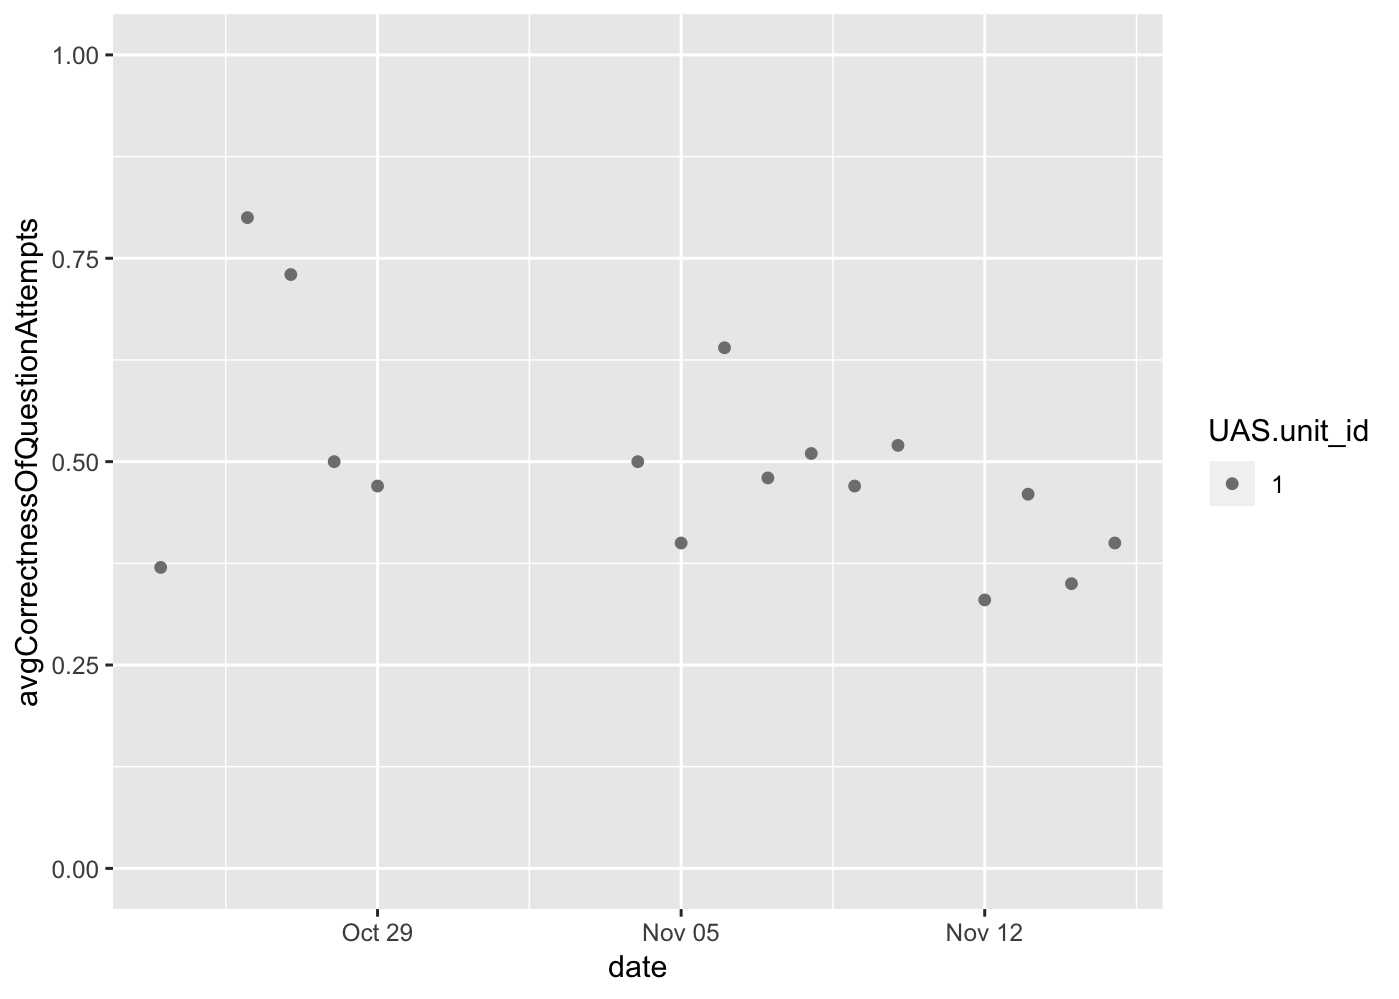 avgCorrectnessOfQuestionAttempts
1.00
0.75
0.50
0.25
0.00
Oct 29
Nov 05
Nov 12
date
UAS.unit_id
1